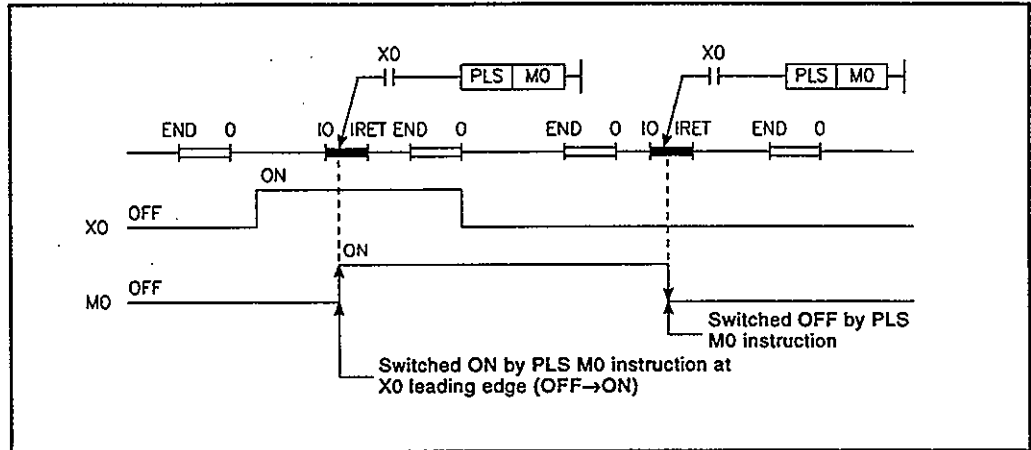 X0 X0
PLS M0 PLS M0
END 0 I0 IRET END 0 END 0 I0 IRET END 0
ON
OFF
X0
ON
OFF
M0
Switched OFF by PLS
M0 instruction
Switched ON by PLS M0 instruction at
X0 leading edge (OFF→ON)